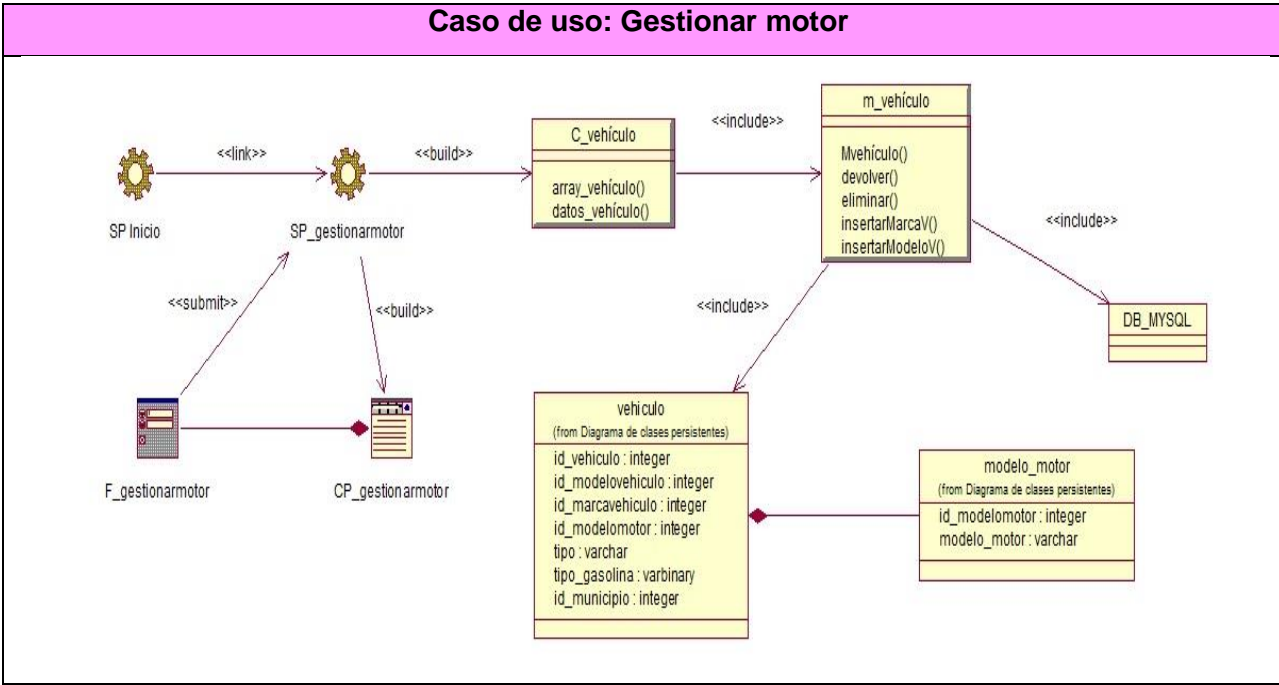 Caso de uso: Gestionar motor
<<link>>
<<build>>
<<include>>
SP Inicio
SP_gestionarmotor
C_vehículo
array_vehículo()
datos_vehículo()
m_vehículo
Mvehículo()
devolver()
eliminar()
insertarMarcaV()
insertarModeloV()
<<submit>>
<<build>>
<<include>>
<<include>>
DB_MYSQL
F_gestionarmotor
CP_gestionarmotor
vehiculo
(from Diagrama de clases persistentes)
id_vehiculo : integer
id_modelovehiculo : integer
id_marcavehiculo : integer
id_modelomotor : integer
tipo : varchar
tipo_gasolina : varbinary
id_municipio : integer
modelo_motor
(from Diagrama de clases persistentes)
id_modelomotor : integer
modelo_motor : varchar